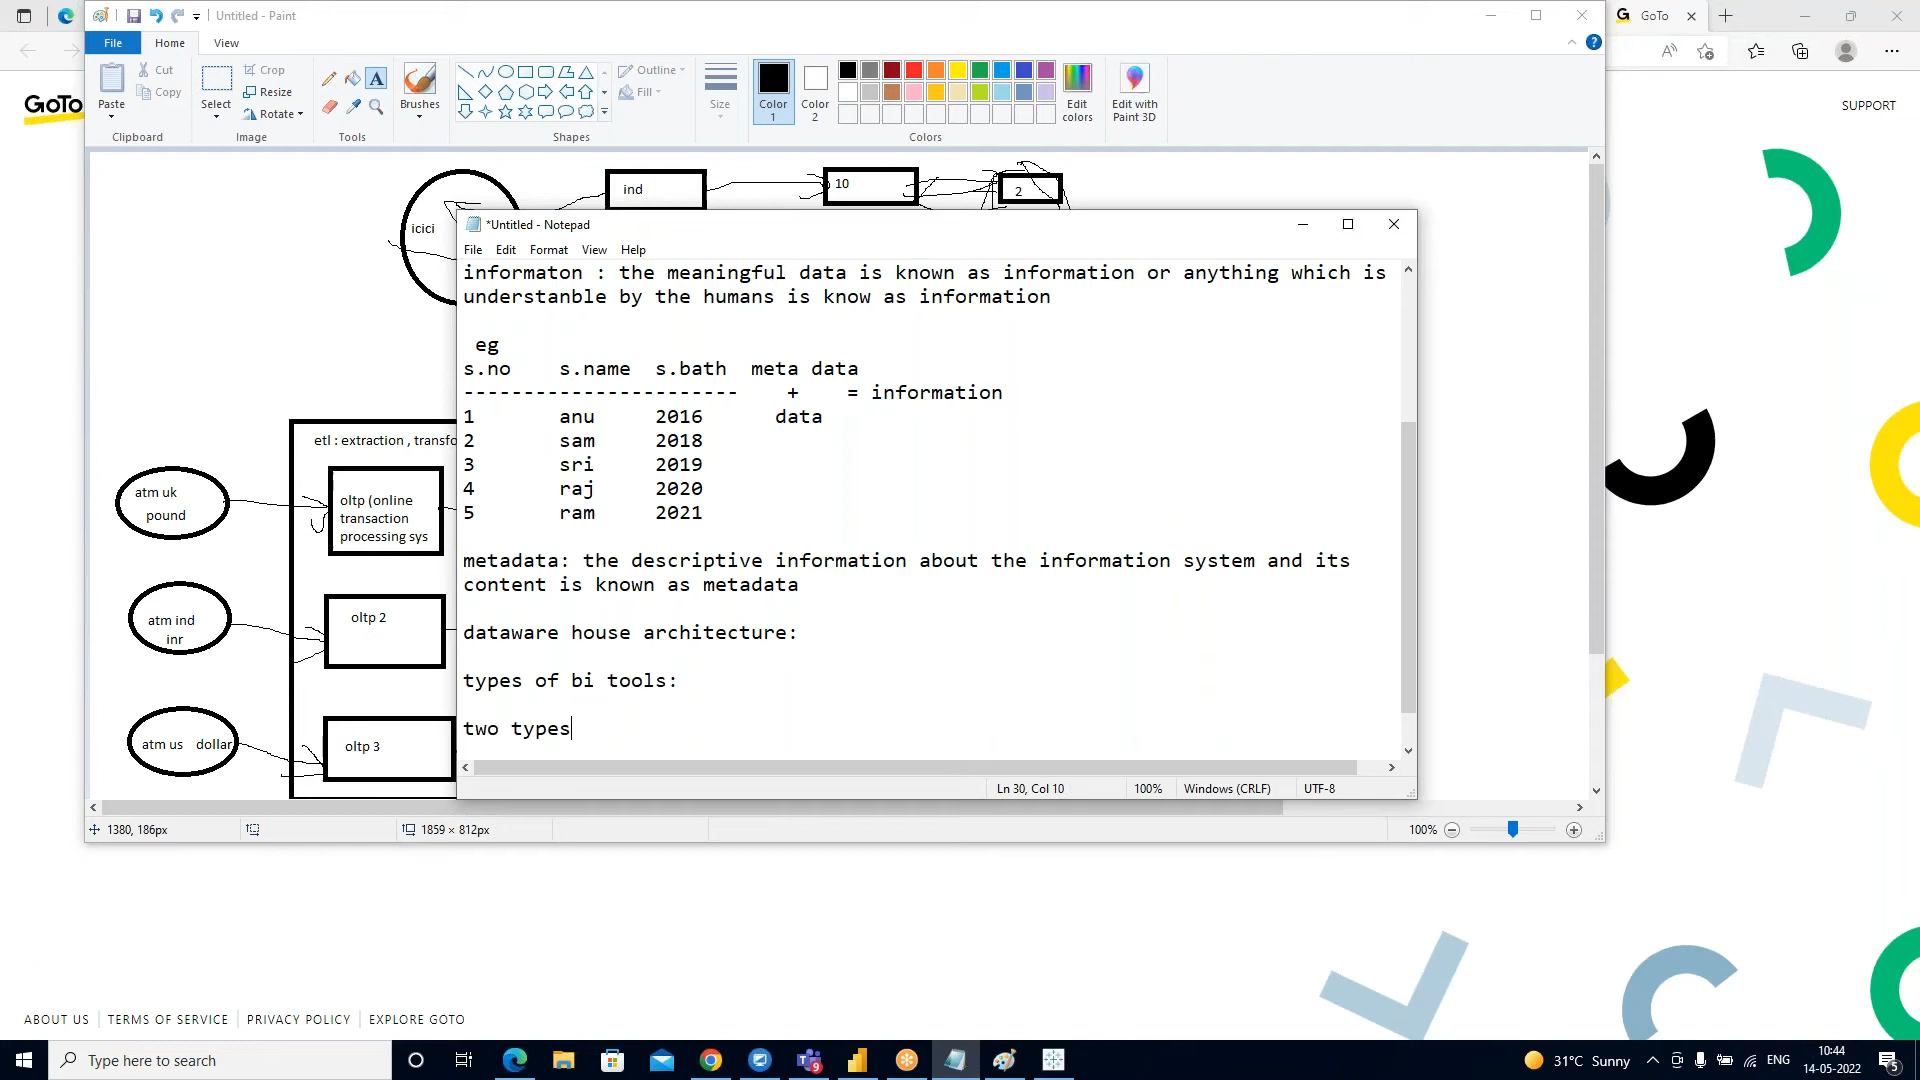 Untitled - Paint
GoTo
File
Home
View
Paste
Cut
Copy
Clipboard
Select
Crop
Resize
Rotate
Image
A
Tools
Brushes
Outline
Fill
Shapes
Size
Color
1
Color
2
Edit
colors
Edit with
Paint 3D
Colors
GoTo
SUPPORT
icici
ind
10
2
*Untitled - Notepad
File Edit Format View Help
informaton : the meaningful data is known as information or anything which is
understanble by the humans is know as information
eg
s.no s.name s.bath meta data
----------------------- + = information
1 anu 2016 data
2 sam 2018
3 sri 2019
4 raj 2020
5 ram 2021
metadata: the descriptive information about the information system and its
content is known as metadata
dataware house architecture:
types of bi tools:
two types
Ln 30, Col 10
100%
Windows (CRLF)
UTF-8
etl : extraction , transfo
atm uk
pound
oltp (online
transaction
processing sys
atm ind
inr
oltp 2
atm us dollar
oltp 3
1380, 186px
1859 × 812px
100%
ABOUT US
TERMS OF SERVICE
PRIVACY POLICY
EXPLORE GOTO
Type here to search
9
31°C Sunny
ENG
10:44
14-05-2022
5